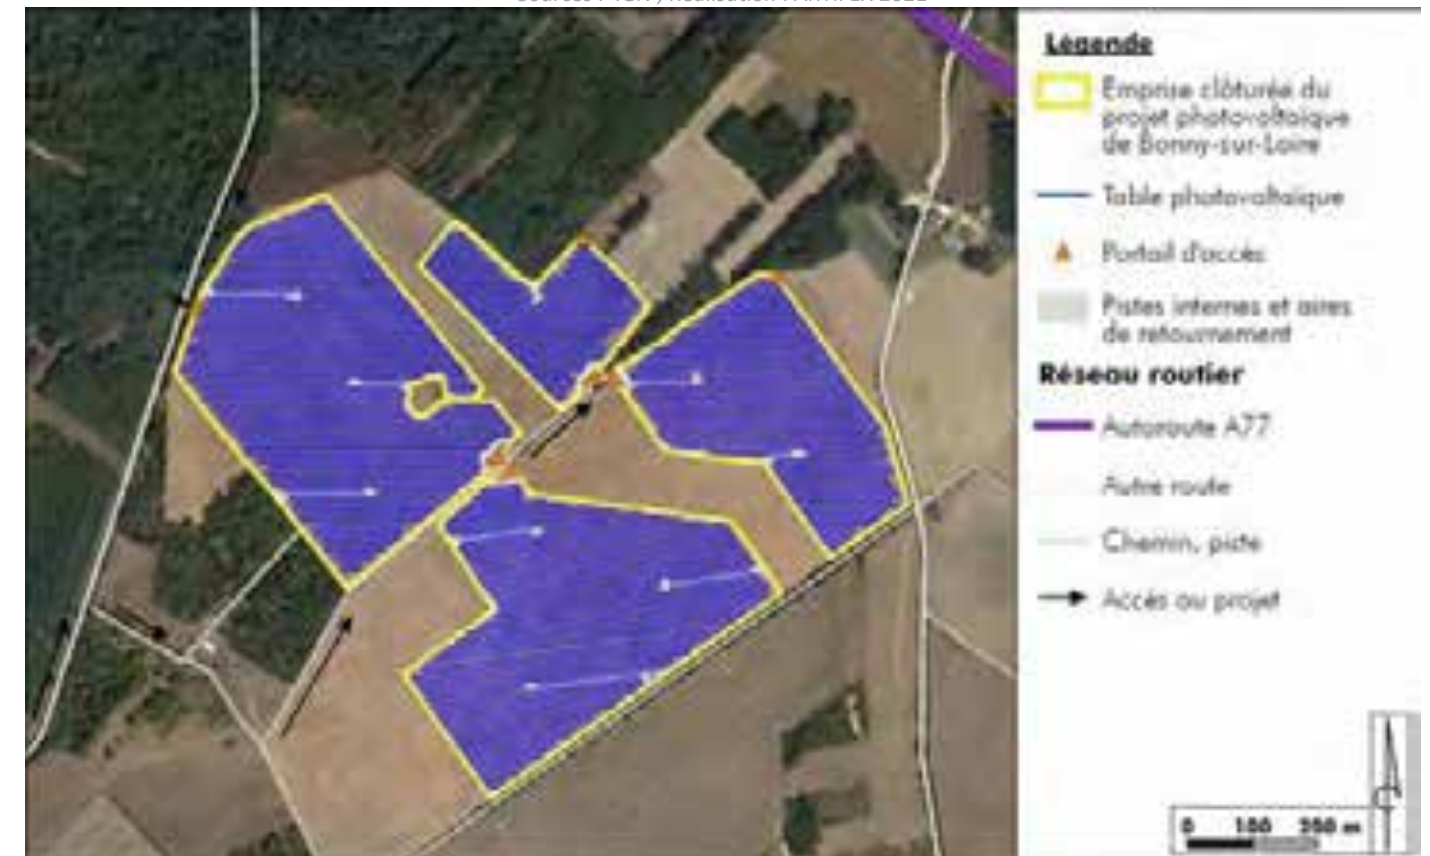 Légende
Emprise clôturée du
projet photovoltaïque
de Bonny-sur-Loire
Table photovoltaïque
Portail d'accès
Pistes internes et aires
de retournement
Réseau routier
Autoroute A77
Autre route
Chemin, piste
Accès au projet
0 100 200 m